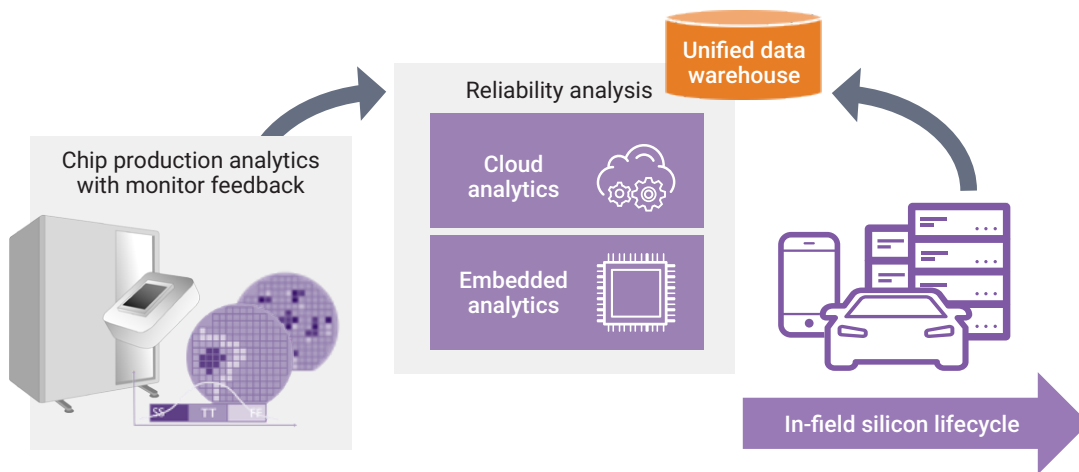 Unified data
warehouse
Reliability analysis
Cloud
analytics
Embedded
analytics
Chip production analytics
with monitor feedback
SS
TT
FF
In-field silicon lifecycle